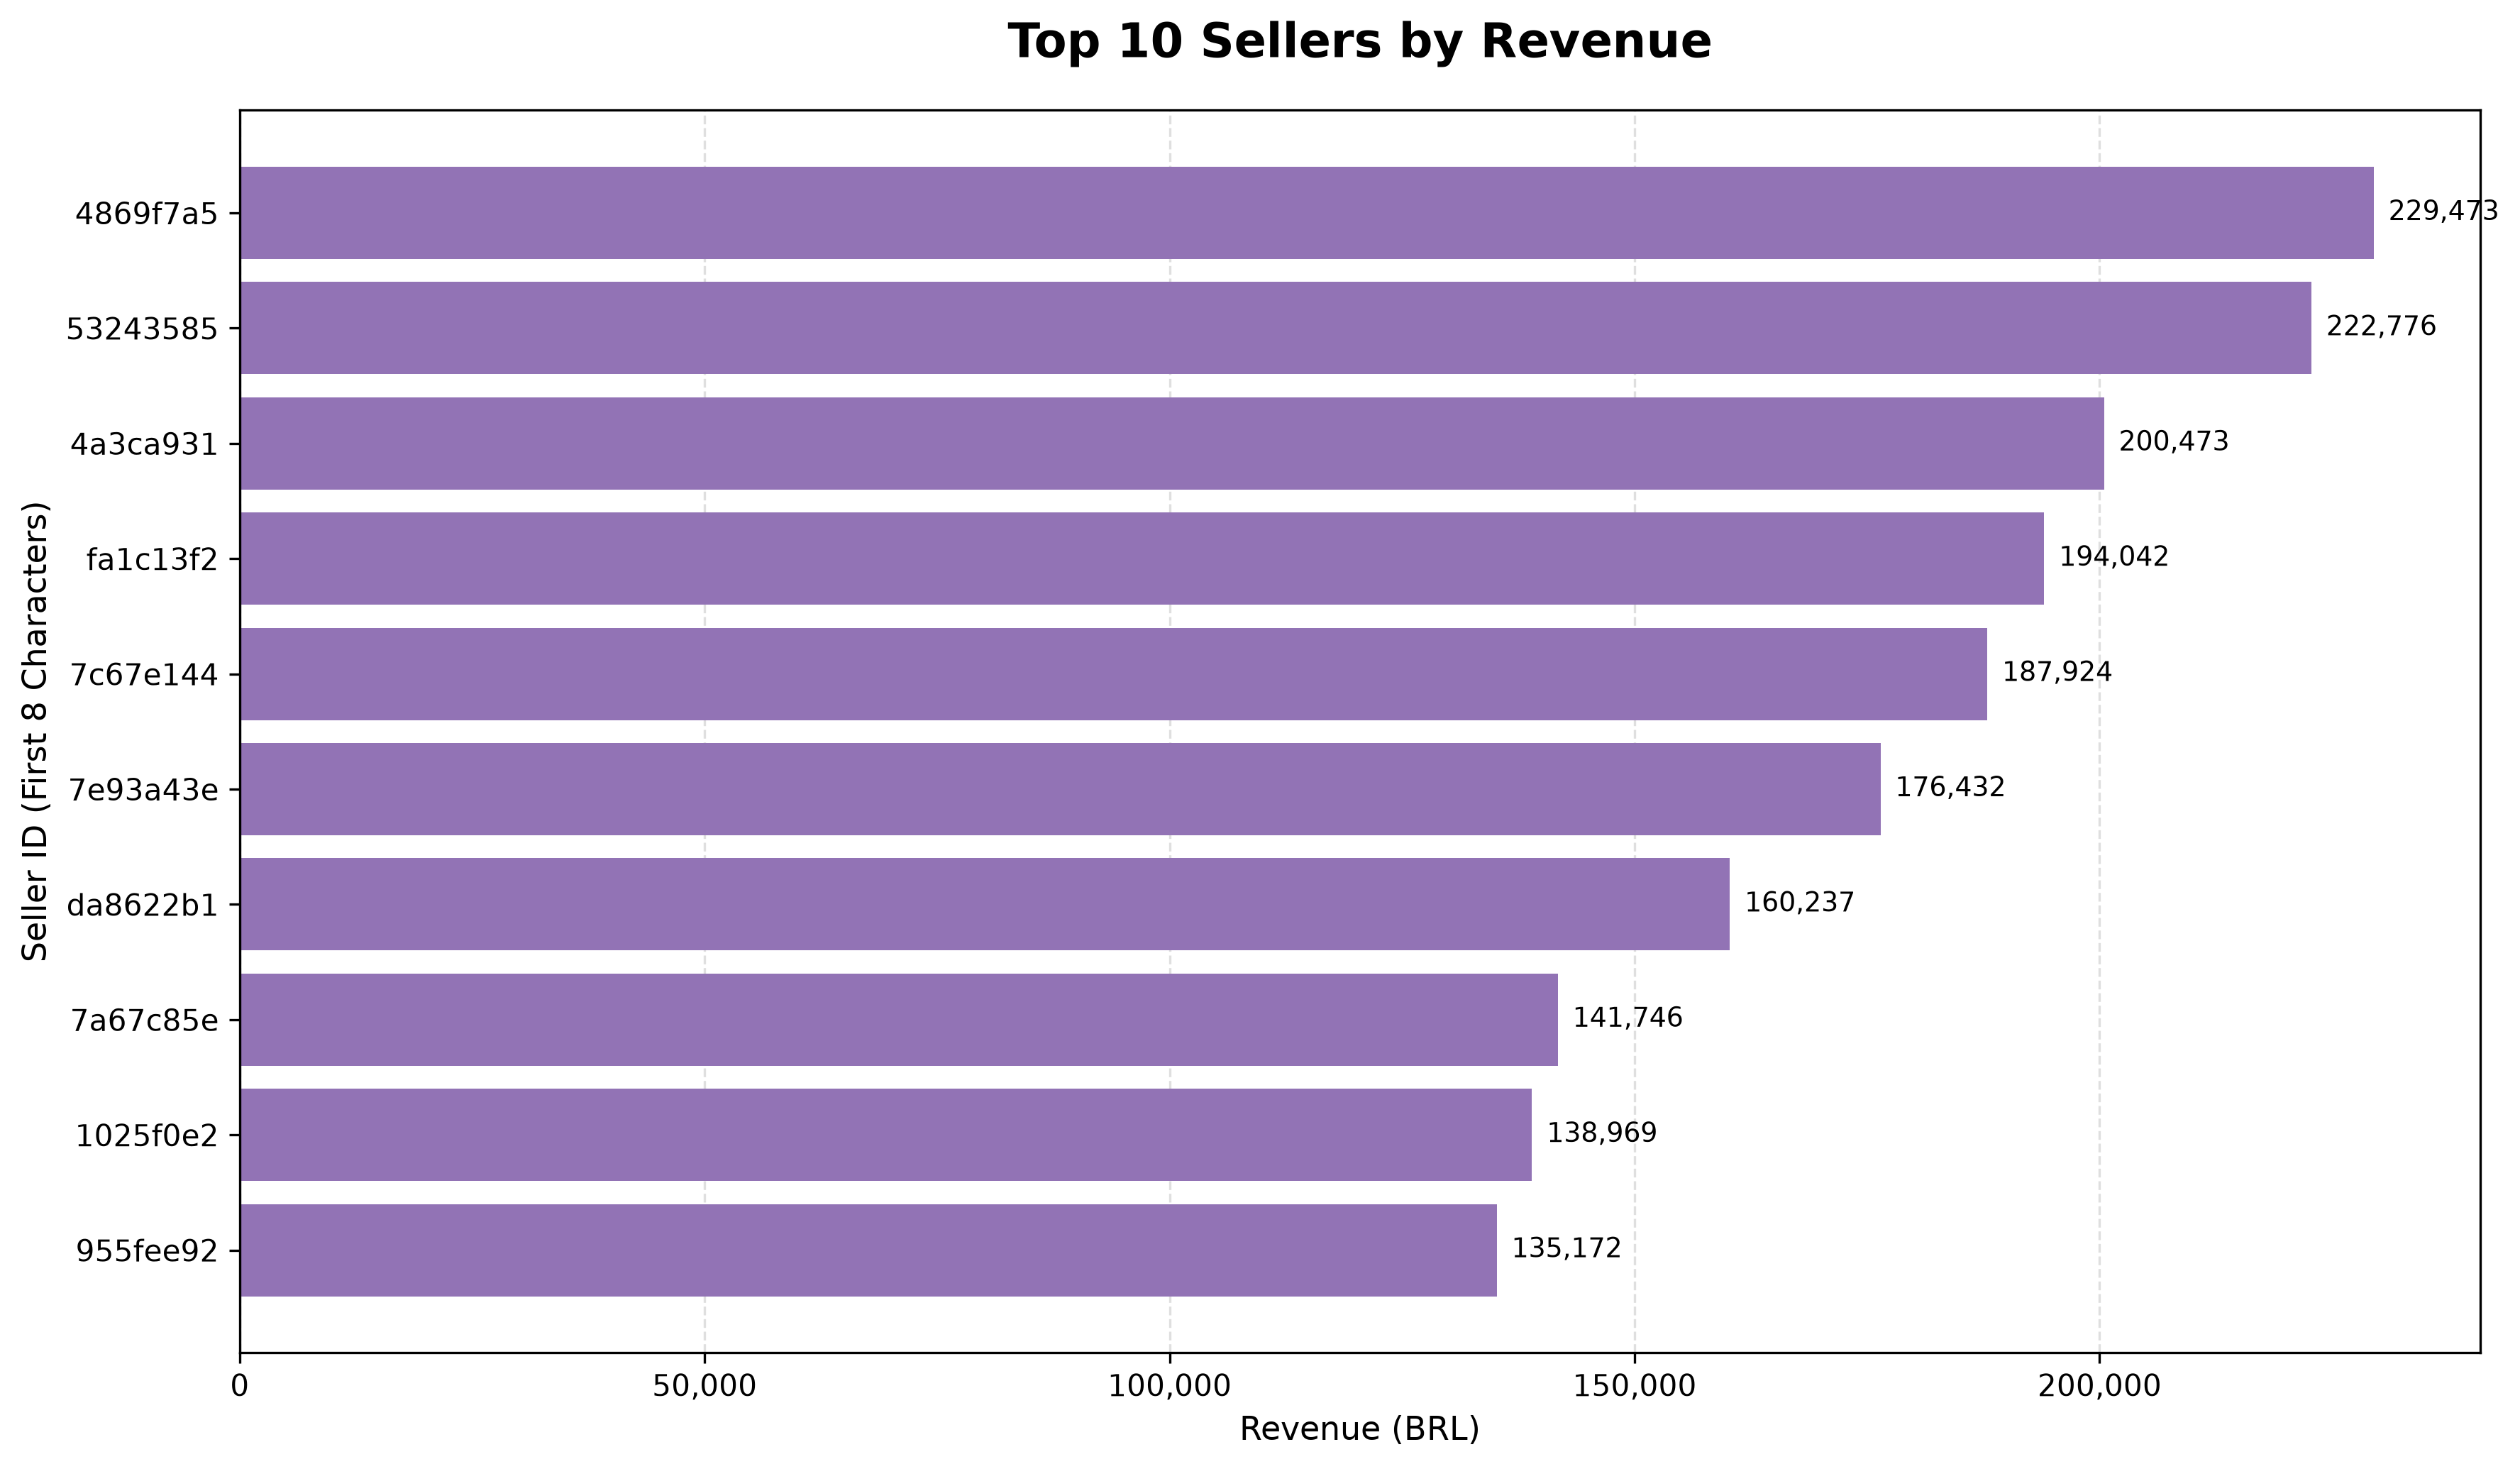 Top 10 Sellers by Revenue
Seller ID (First 8 Characters)
4869f7a5 229,473
53243585 222,776
4a3ca931 200,473
fa1c13f2 194,042
7c67e144 187,924
7e93a43e 176,432
da8622b1 160,237
7a67c85e 141,746
1025f0e2 138,969
955fee92 135,172
0 50,000 100,000 150,000 200,000
Revenue (BRL)